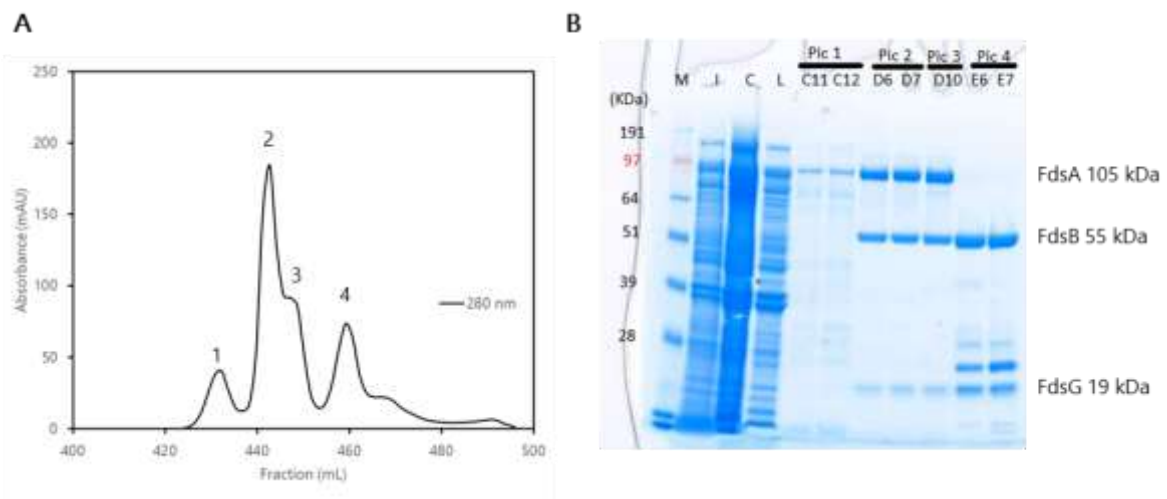 A
250
200
150
100
50
0
Absorbance (mAU)
1
2
3
4
280 nm
400
420
440
460
480
500
Fraction (mL)
B
Pic 1 Pic 2 Pic 3 Pic 4
M I C L C11 C12 D6 D7 D10 E6 E7
(KDa)
191
97
64
51
39
28
FdsA 105 kDa
FdsB 55 kDa
FdsG 19 kDa